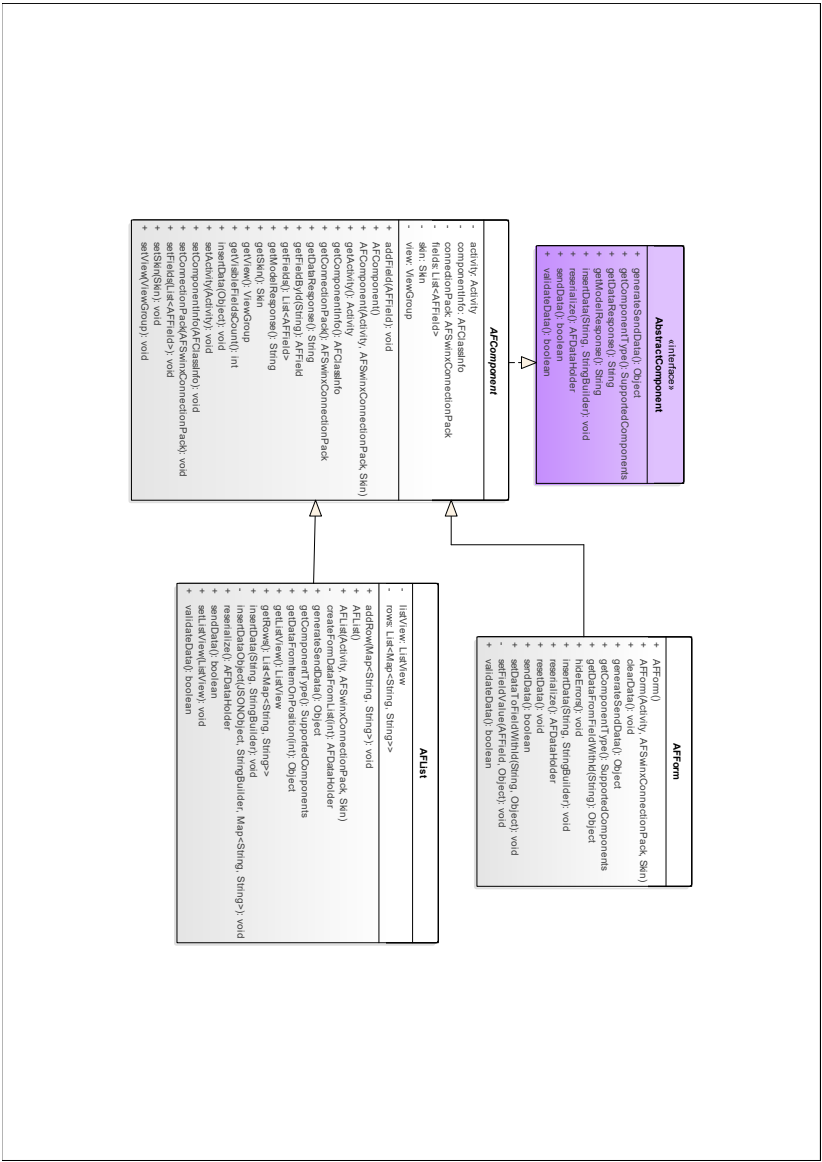 «interface»
AbstractComponent
+ generateSendData(): Object
+ getComponentType(): SupportedComponents
+ getDataResponse(): String
+ getModelResponse(): String
+ insertData(String, StringBuilder): void
+ reserialize(): AFDataHolder
+ sendData(): boolean
+ validateData(): boolean
AFComponent
- activity: Activity
- componentInfo: AFClassInfo
- connectionPack: AFSwinxConnectionPack
- fields: List<AFField>
- skin: Skin
- view: ViewGroup
+ addField(AFField): void
+ AFComponent()
+ AFComponent(Activity, AFSwinxConnectionPack, Skin)
+ getActivity(): Activity
+ getComponentInfo(): AFClassInfo
+ getConnectionPack(): AFSwinxConnectionPack
+ getDataResponse(): String
+ getFieldById(String): AFField
+ getFields(): List<AFField>
+ getModelResponse(): String
+ getSkin(): Skin
+ getView(): ViewGroup
+ getVisibleFieldsCount(): int
+ insertData(Object): void
+ setActivity(Activity): void
+ setComponentInfo(AFClassInfo): void
+ setConnectionPack(AFSwinxConnectionPack): void
+ setFields(List<AFField>): void
+ setSkin(Skin): void
+ setView(ViewGroup): void
AFForm
+ AFForm()
+ AFForm(Activity, AFSwinxConnectionPack, Skin)
+ clearData(): void
+ generateSendData(): Object
+ getComponentType(): SupportedComponents
+ getDataFromFieldWithId(String): Object
+ hideErrors(): void
+ insertData(String, StringBuilder): void
+ reserialize(): AFDataHolder
+ resetData(): void
+ sendData(): boolean
+ setDataToFieldWithId(String, Object): void
- setFieldValue(AFField, Object): void
+ validateData(): boolean
AFList
- listView: ListView
- rows: List<Map<String, String>>
+ addRow(Map<String, String>): void
+ AFList()
+ AFList(Activity, AFSwinxConnectionPack, Skin)
- createFormDataFromList(int): AFDataHolder
+ generateSendData(): Object
+ getComponentType(): SupportedComponents
+ getDataFromItemOnPosition(int): Object
+ getListView(): ListView
+ getRows(): List<Map<String, String>>
+ insertData(String, StringBuilder): void
- insertDataObject(JSONObject, StringBuilder, Map<String, String>): void
+ reserialize(): AFDataHolder
+ sendData(): boolean
+ setListView(ListView): void
+ validateData(): boolean